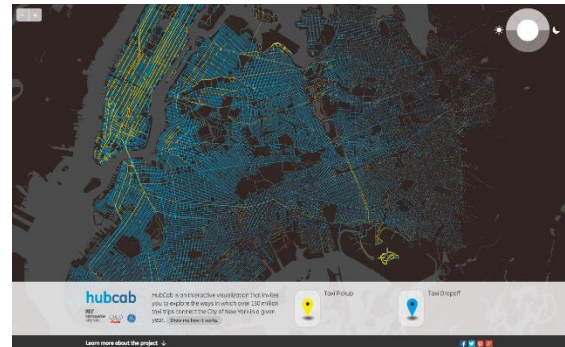 hubcab
HubCab is an interactive visualization that invites
you to explore the ways in which over 150 million
taxi trips connect the City of New York in a given
year. Show me how it works.
Taxi Pickup
Taxi Dropoff
Learn more about the project ↓